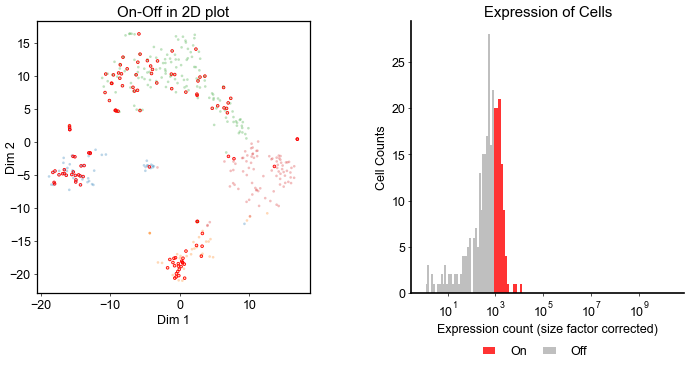 On-Off in 2D plot
15
10
5
0
−5
−10
−15
−20
Dim 2
−20 −10 0 10
Dim 1
Expression of Cells
25
20
15
10
5
0
Cell Counts
10^1 10^3 10^5 10^7 10^9
Expression count (size factor corrected)
On Off